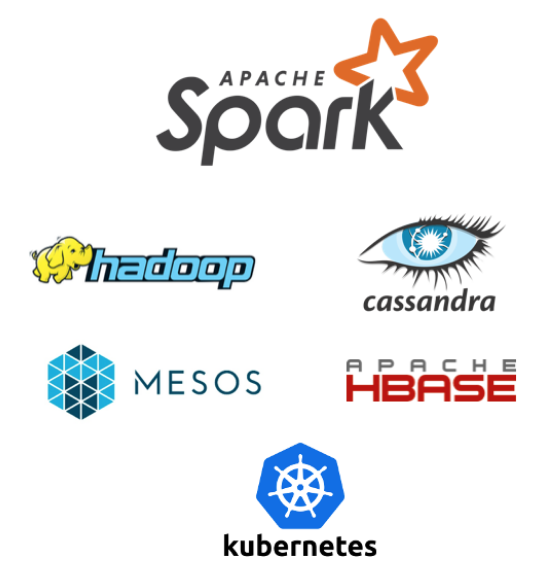 APACHE
Spark
hadoop
cassandra
MESOS
APACHE
HBASE
kubernetes